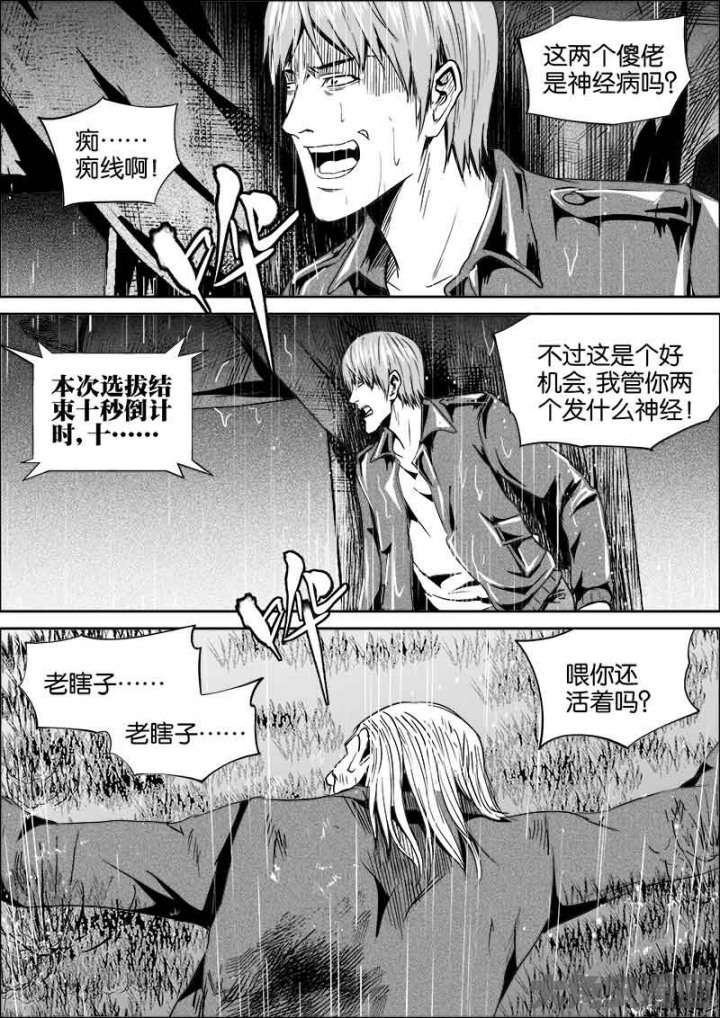 这两个傻佬
是神经病吗？
痴……
痴线啊！
咔
本次选拔结
束十秒倒计
时，十……
不过这是个好
机会，我管你两
个发什么神经！
老瞎子……
老瞎子……
喂你还
活着吗？